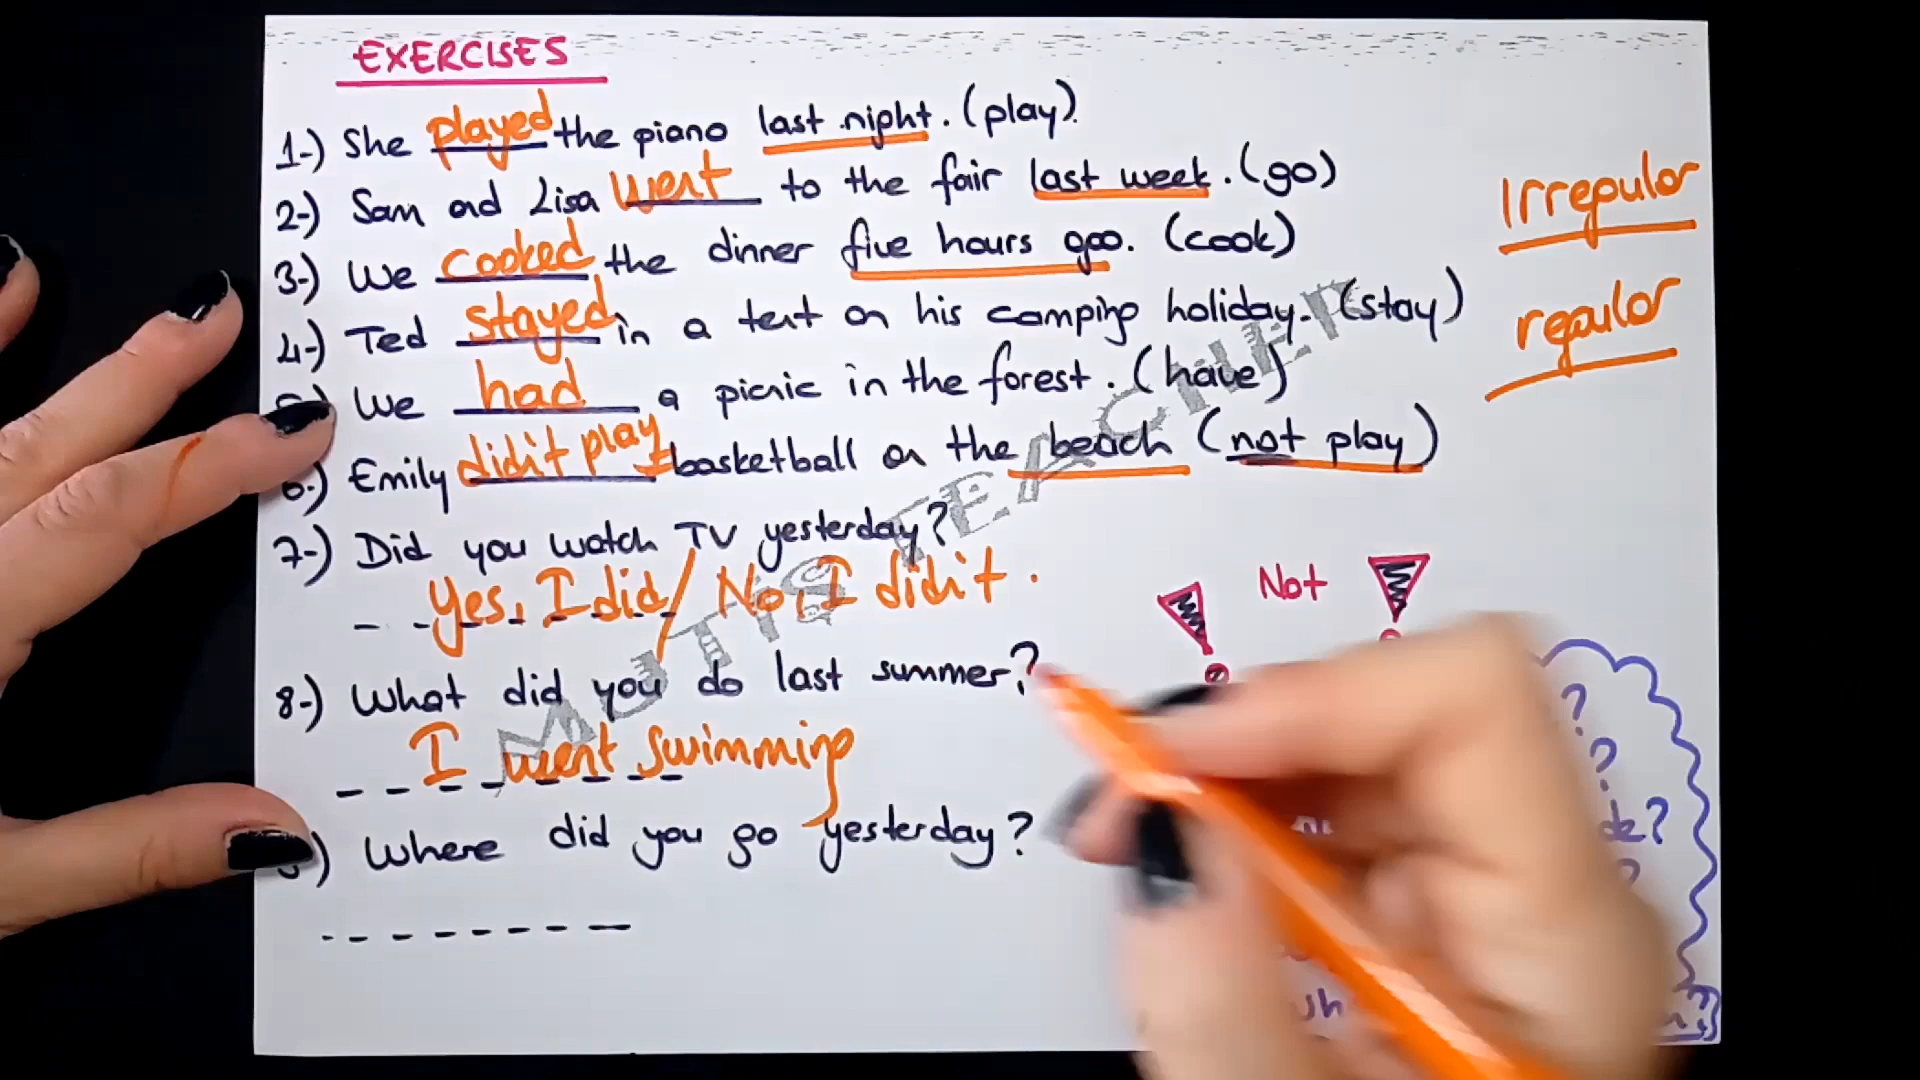 EXERCISES
1-) She played the piano last night. (play).
2-) Sam and Lisa went to the fair last week. (go)
3-) We cooked the dinner five hours goo. (cook)
4-) Ted stayed in a tent on his camping holiday. (stay)
5-) We had a picnic in the forest. (have)
6-) Emily didn't play basketball on the beach (not play)
7-) Did you watch TV yesterday?
Yes, I did / No, I didn't.
8-) What did you do last summer?
I went swimming
) Where did you go yesterday?
Irregular
regular
Not
?
?
?
TEACHER